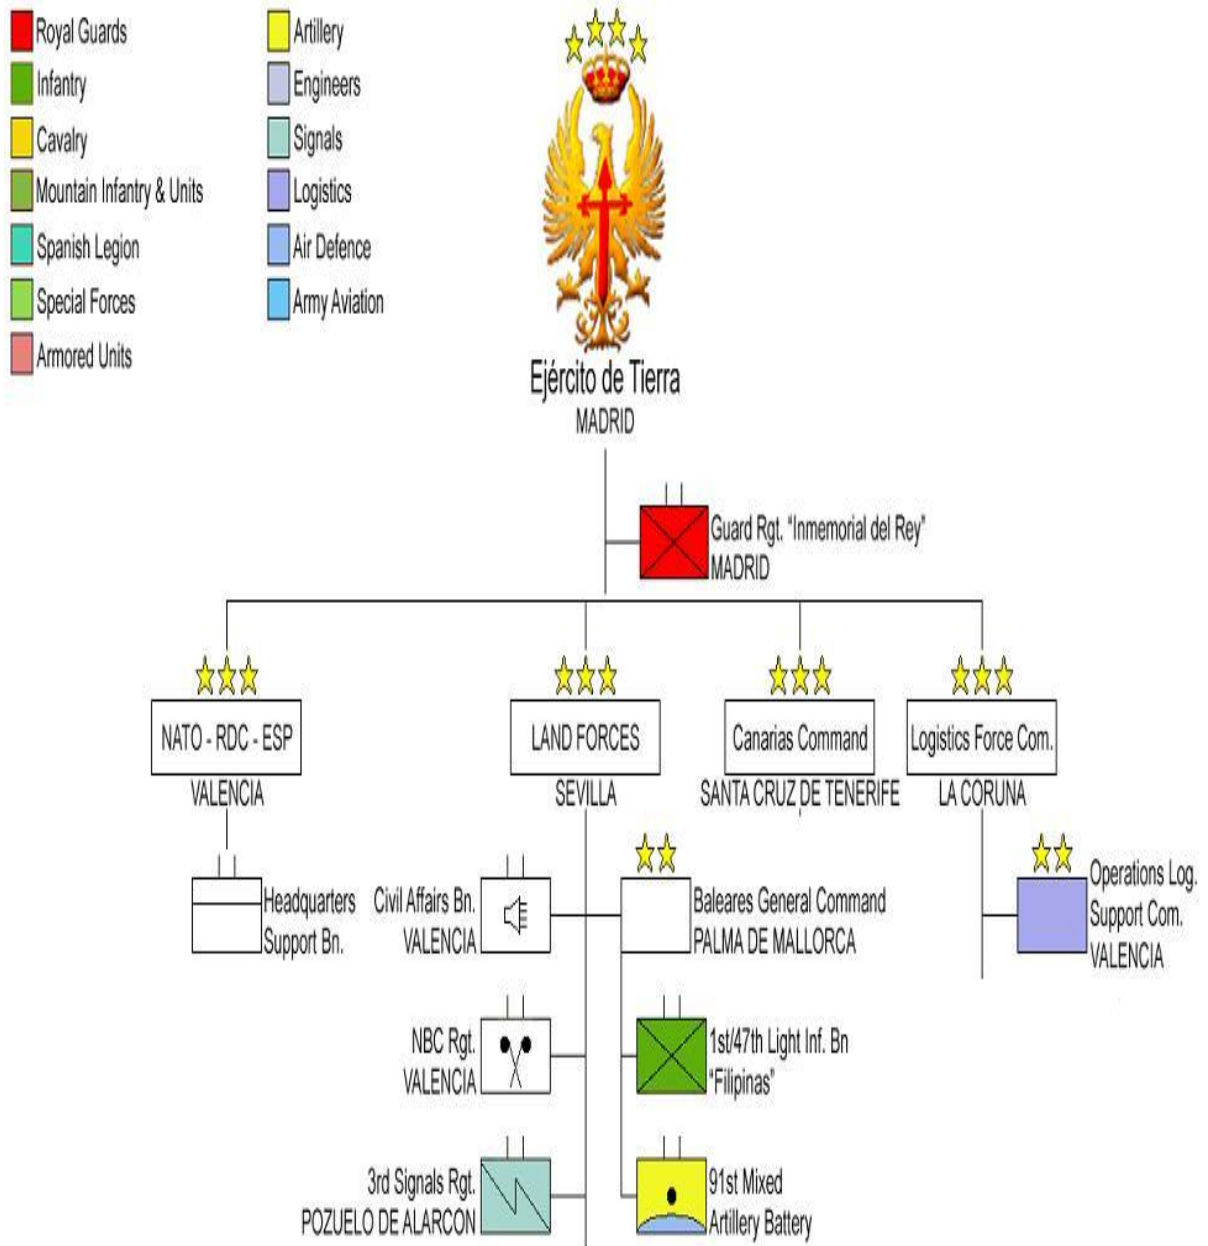 Royal Guards
Infantry
Cavalry
Mountain Infantry & Units
Spanish Legion
Special Forces
Armored Units
Artillery
Engineers
Signals
Logistics
Air Defence
Army Aviation
Ejército de Tierra
MADRID
Guard Rgt. "Inmemorial del Rey"
MADRID
NATO - RDC - ESP
VALENCIA
LAND FORCES
SEVILLA
Canarias Command
SANTA CRUZ DE TENERIFE
Logistics Force Com.
LA CORUNA
Headquarters
Support Bn.
Civil Affairs Bn.
VALENCIA
Baleares General Command
PALMA DE MALLORCA
Operations Log.
Support Com.
VALENCIA
NBC Rgt.
VALENCIA
1st/47th Light Inf. Bn
"Filipinas"
3rd Signals Rgt.
POZUELO DE ALARCON
91st Mixed
Artillery Battery